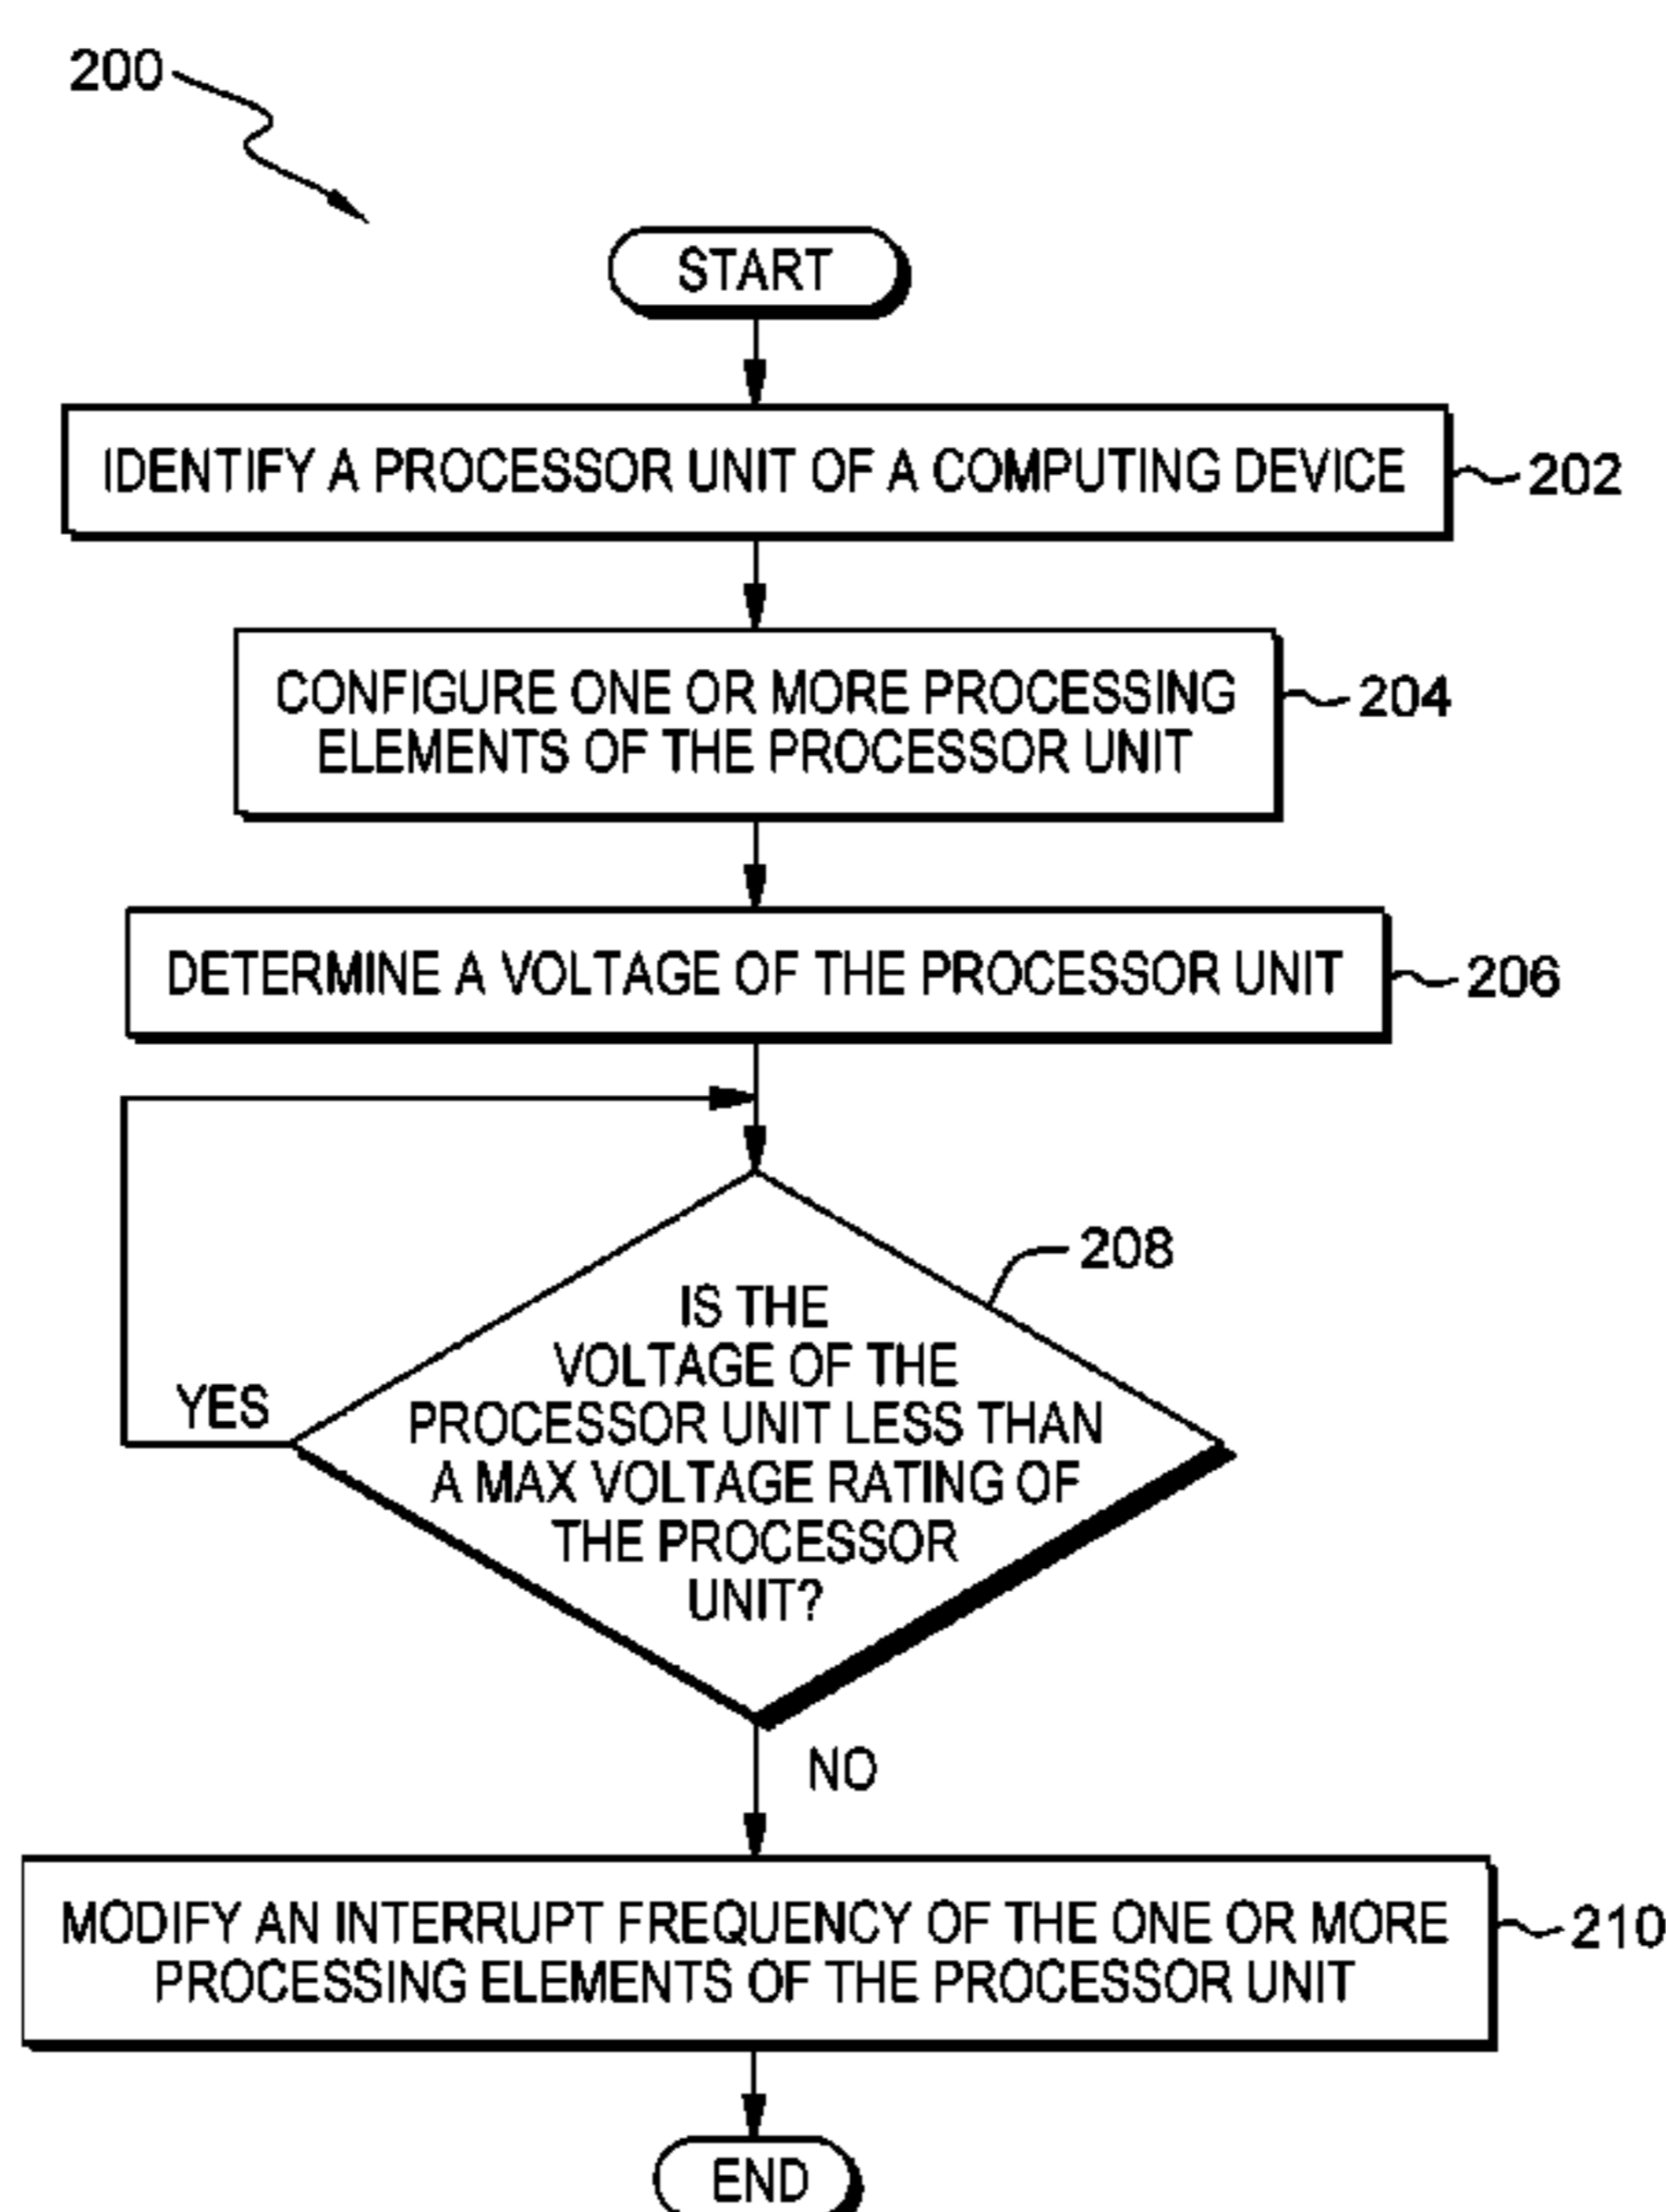 200
START
IDENTIFY A PROCESSOR UNIT OF A COMPUTING DEVICE
202
CONFIGURE ONE OR MORE PROCESSING
ELEMENTS OF THE PROCESSOR UNIT
204
DETERMINE A VOLTAGE OF THE PROCESSOR UNIT
206
208
IS THE
VOLTAGE OF THE
PROCESSOR UNIT LESS THAN
A MAX VOLTAGE RATING OF
THE PROCESSOR
UNIT?
YES
NO
MODIFY AN INTERRUPT FREQUENCY OF THE ONE OR MORE
PROCESSING ELEMENTS OF THE PROCESSOR UNIT
210
END